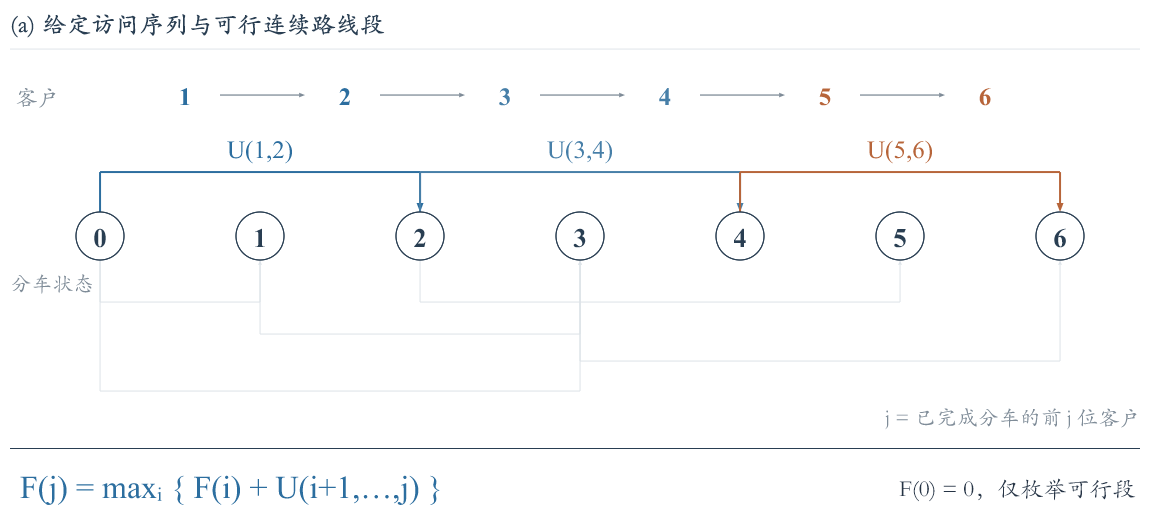 (a) 给定访问序列与可行连续路线段
客户 1 2 3 4 5 6
U(1,2) U(3,4) U(5,6)
0 1 2 3 4 5 6
分车状态
j = 已完成分车的前 j 位客户
F(j) = maxᵢ { F(i) + U(i+1,…,j) }
F(0) = 0，仅枚举可行段